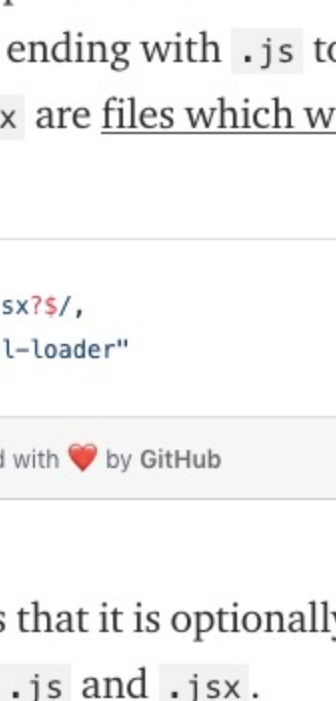 ending with .js to
x are files which w
sx?$/,
l-loader"
d with ❤️ by GitHub
s that it is optionally
.js and .jsx.